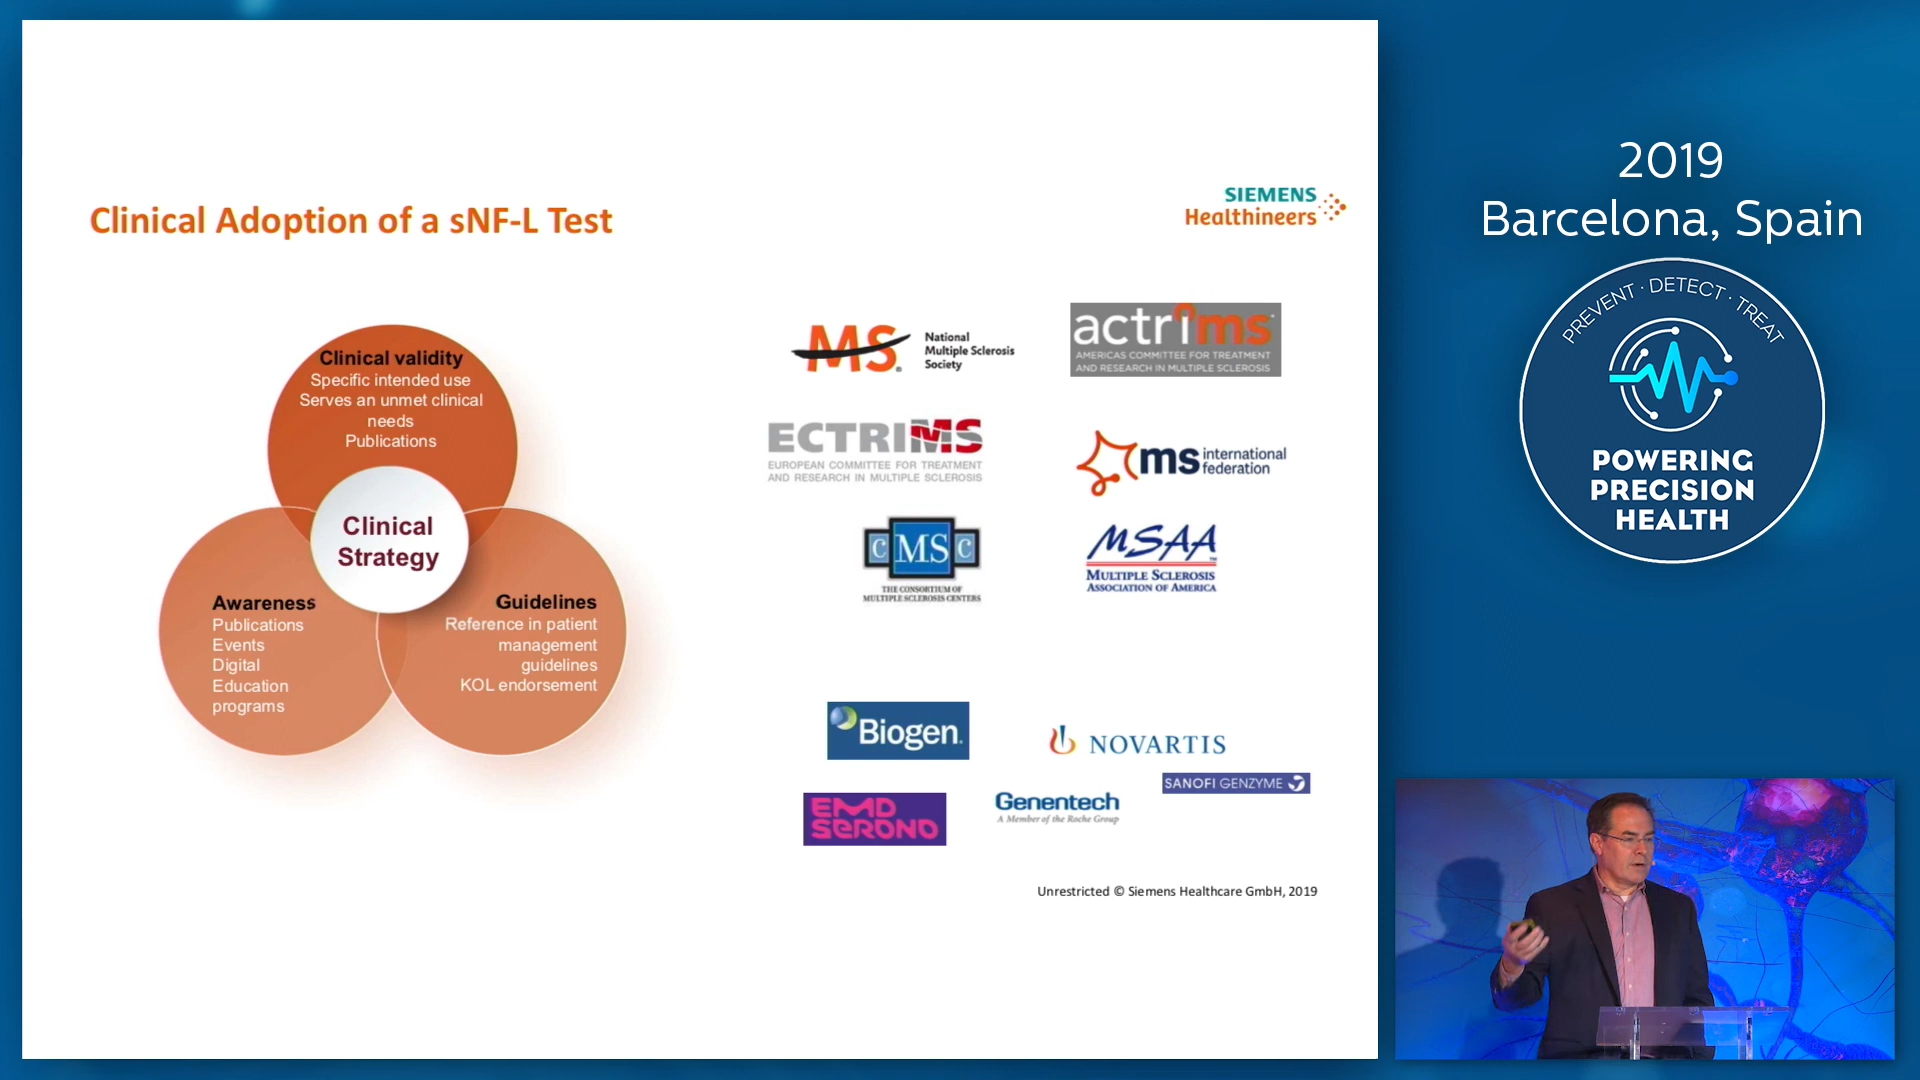 Clinical Adoption of a sNF-L Test
SIEMENS
Healthineers
Clinical validity
Specific intended use
Serves an unmet clinical
needs
Publications
Clinical
Strategy
Awareness
Publications
Events
Digital
Education
programs
Guidelines
Reference in patient
management
guidelines
KOL endorsement
MS®
National
Multiple Sclerosis
Society
actrims
AMERICAS COMMITTEE FOR TREATMENT
AND RESEARCH IN MULTIPLE SCLEROSIS
ECTRIMS
EUROPEAN COMMITTEE FOR TREATMENT
AND RESEARCH IN MULTIPLE SCLEROSIS
ms international
federation
CMSC
THE CONSORTIUM OF
MULTIPLE SCLEROSIS CENTERS
MSAA™
MULTIPLE SCLEROSIS
ASSOCIATION OF AMERICA
Biogen.
NOVARTIS
SANOFI GENZYME
EMD
SERONO
Genentech
A Member of the Roche Group
Unrestricted © Siemens Healthcare GmbH, 2019
2019
Barcelona, Spain
PREVENT · DETECT · TREAT
POWERING
PRECISION
HEALTH